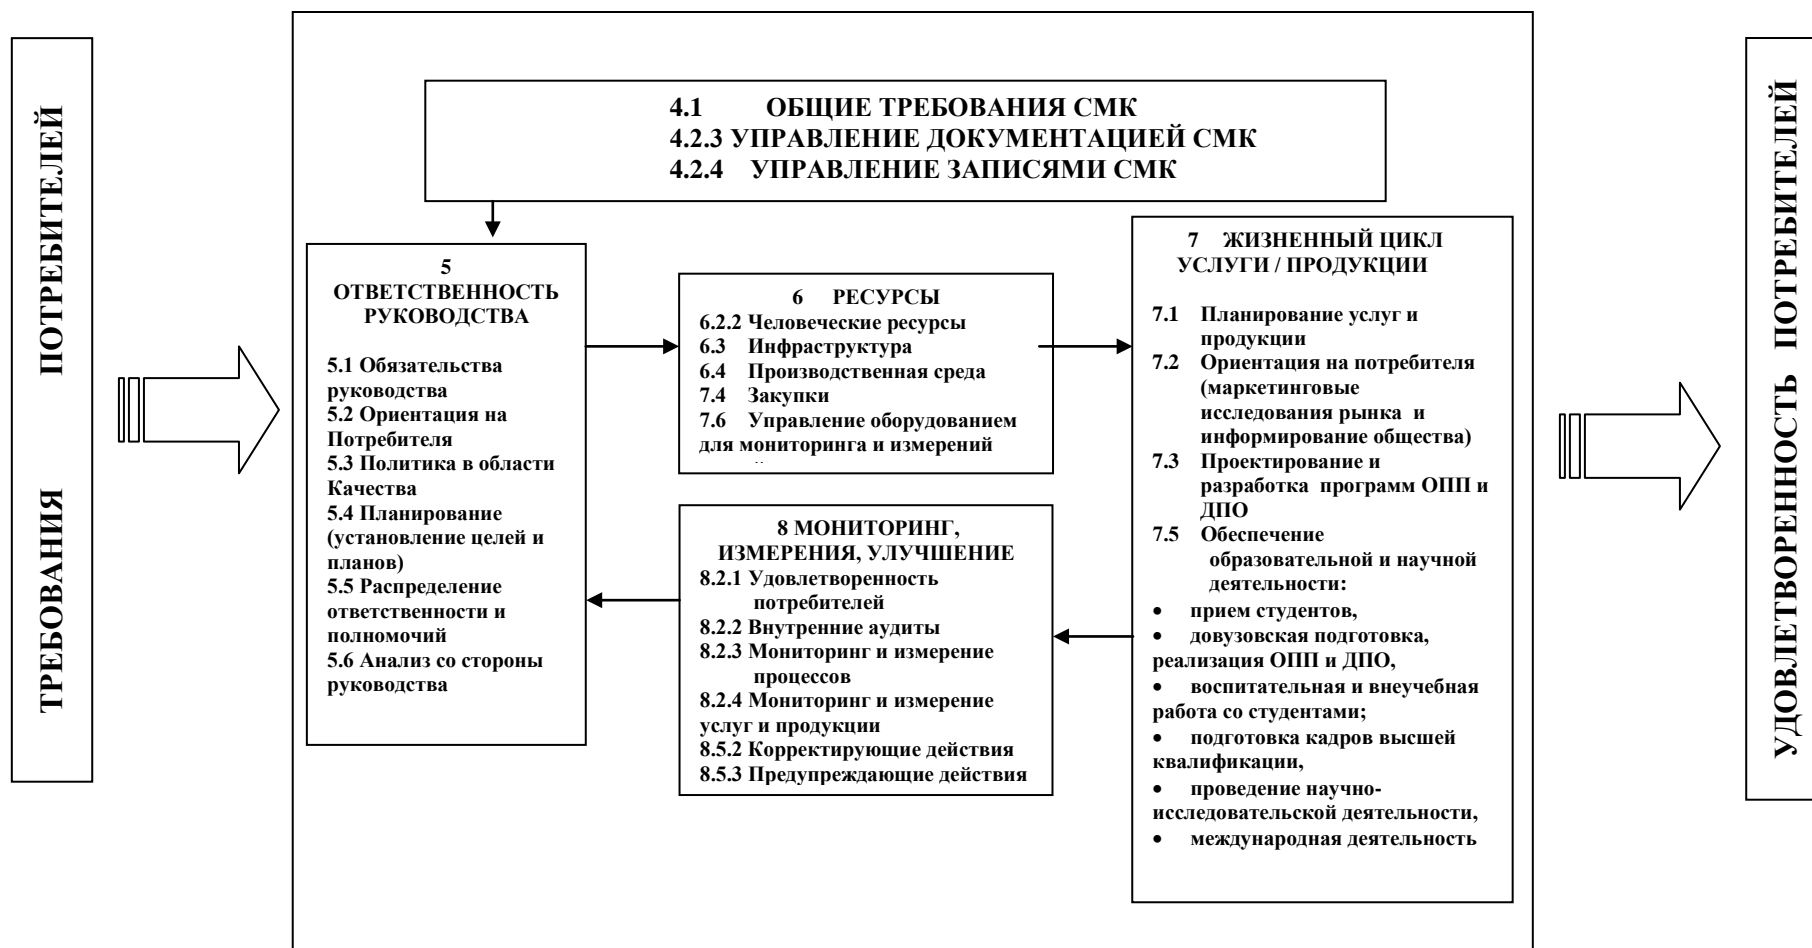 ТРЕБОВАНИЯ ПОТРЕБИТЕЛЕЙ
4.1 ОБЩИЕ ТРЕБОВАНИЯ СМК
4.2.3 УПРАВЛЕНИЕ ДОКУМЕНТАЦИЕЙ СМК
4.2.4 УПРАВЛЕНИЕ ЗАПИСЯМИ СМК
5
ОТВЕТСТВЕННОСТЬ
РУКОВОДСТВА
5.1 Обязательства
руководства
5.2 Ориентация на
Потребителя
5.3 Политика в области
Качества
5.4 Планирование
(установление целей и
планов)
5.5 Распределение
ответственности и
полномочий
5.6 Анализ со стороны
руководства
6 РЕСУРСЫ
6.2.2 Человеческие ресурсы
6.3 Инфраструктура
6.4 Производственная среда
7.4 Закупки
7.6 Управление оборудованием
для мониторинга и измерений
8 МОНИТОРИНГ,
ИЗМЕРЕНИЯ, УЛУЧШЕНИЕ
8.2.1 Удовлетворенность
потребителей
8.2.2 Внутренние аудиты
8.2.3 Мониторинг и измерение
процессов
8.2.4 Мониторинг и измерение
услуг и продукции
8.5.2 Корректирующие действия
8.5.3 Предупреждающие действия
7 ЖИЗНЕННЫЙ ЦИКЛ
УСЛУГИ / ПРОДУКЦИИ
7.1 Планирование услуг и
продукции
7.2 Ориентация на потребителя
(маркетинговые
исследования рынка и
информирование общества)
7.3 Проектирование и
разработка программ ОПП и
ДПО
7.5 Обеспечение
образовательной и научной
деятельности:
• прием студентов,
• довузовская подготовка,
реализация ОПП и ДПО,
• воспитательная и внеучебная
работа со студентами;
• подготовка кадров высшей
квалификации,
• проведение научно-
исследовательской деятельности,
• международная деятельность
УДОВЛЕТВОРЕННОСТЬ ПОТРЕБИТЕЛЕЙ